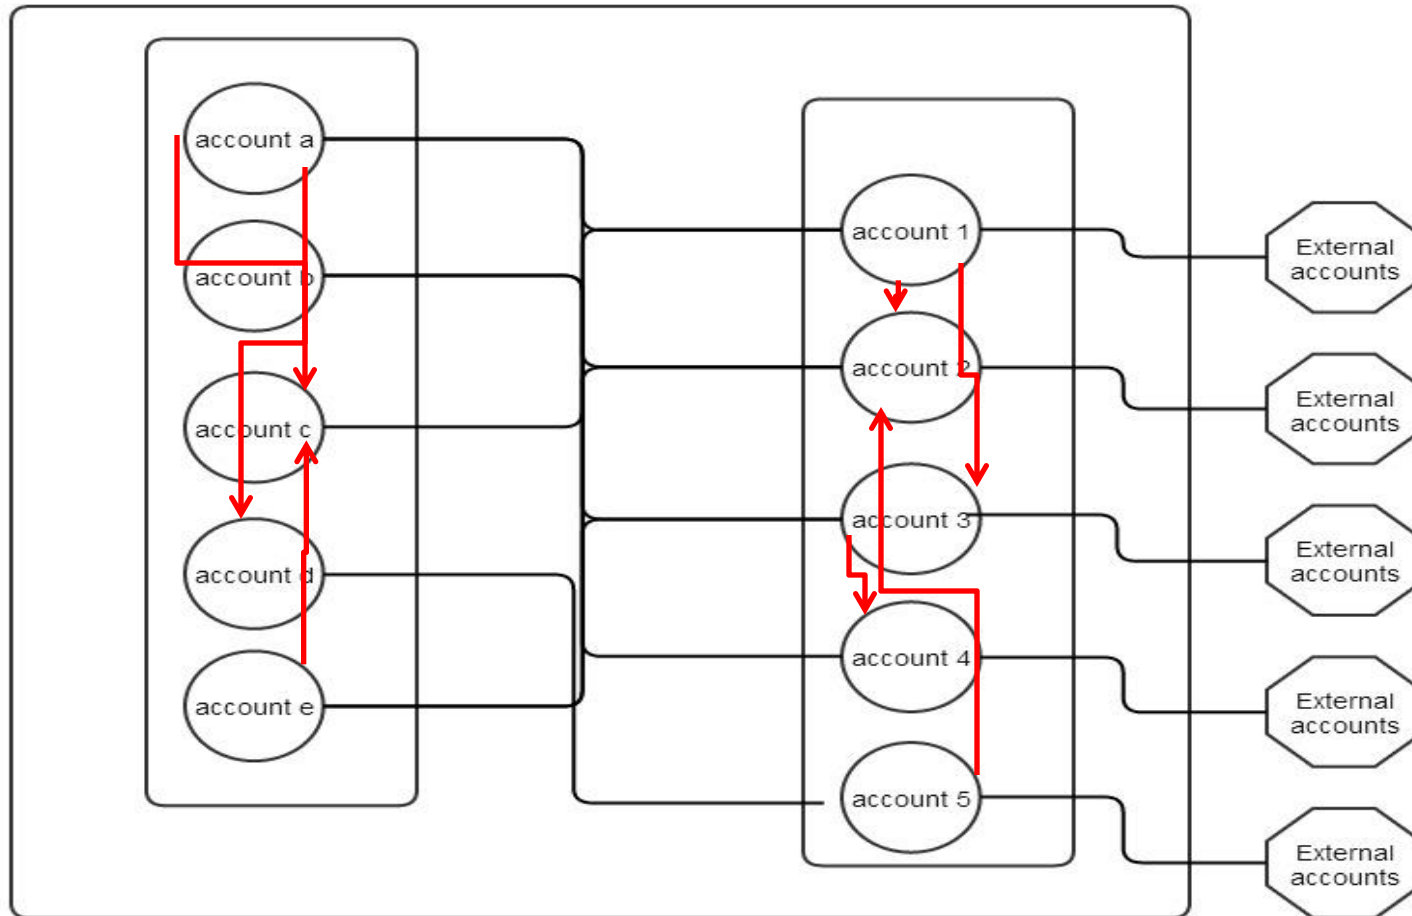 account a
account b
account c
account d
account e
account 1
account 2
account 3
account 4
account 5
External
accounts
External
accounts
External
accounts
External
accounts
External
accounts